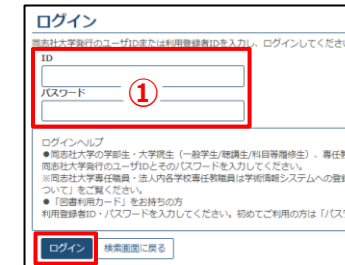 ログイン
同志社大学発行のユーザIDまたは利用登録者IDを入力し、ログインしてくださ
ID
パスワード
①
ログインヘルプ
●同志社大学の学部生・大学院生（一般学生/聴講生/科目等履修生）、専任教
同志社大学発行のユーザIDとそのパスワードを入力してください。
※同志社大学専任職員・法人内各学校専任教職員は学術情報システムへの登録
ついて」をご覧ください。
●「図書利用カード」をお持ちの方
利用登録者ID・パスワードを入力してください。初めてご利用の方は「パス
ログイン 検索画面に戻る